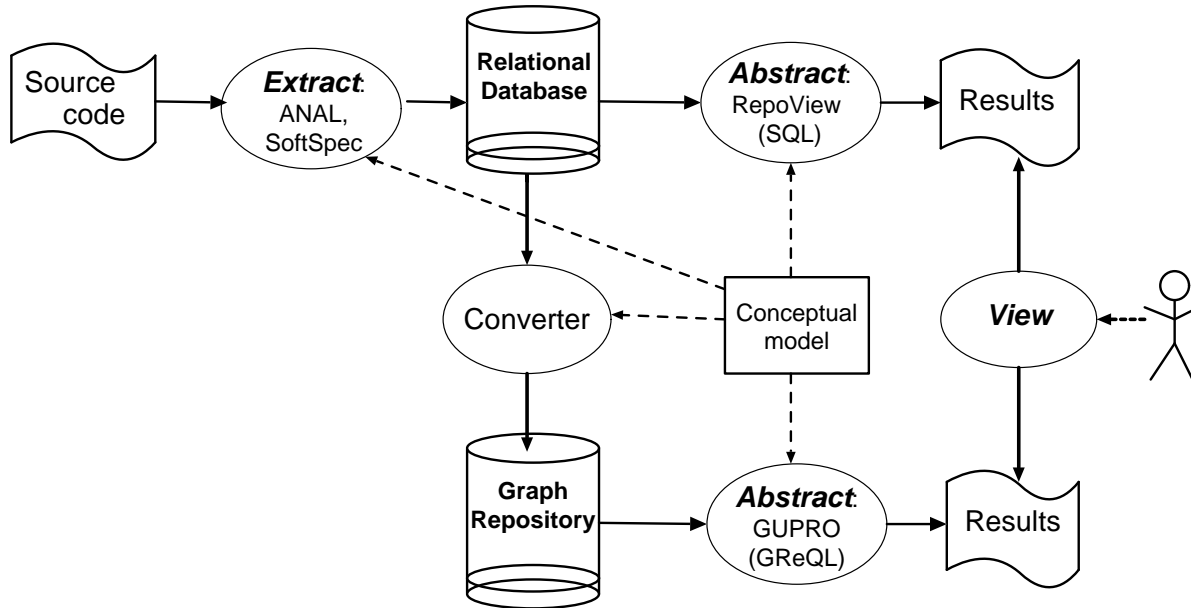 Source
code
Extract:
ANAL,
SoftSpec
Relational
Database
Abstract:
RepoView
(SQL)
Results
Converter
Conceptual
model
View
Graph
Repository
Abstract:
GUPRO
(GReQL)
Results